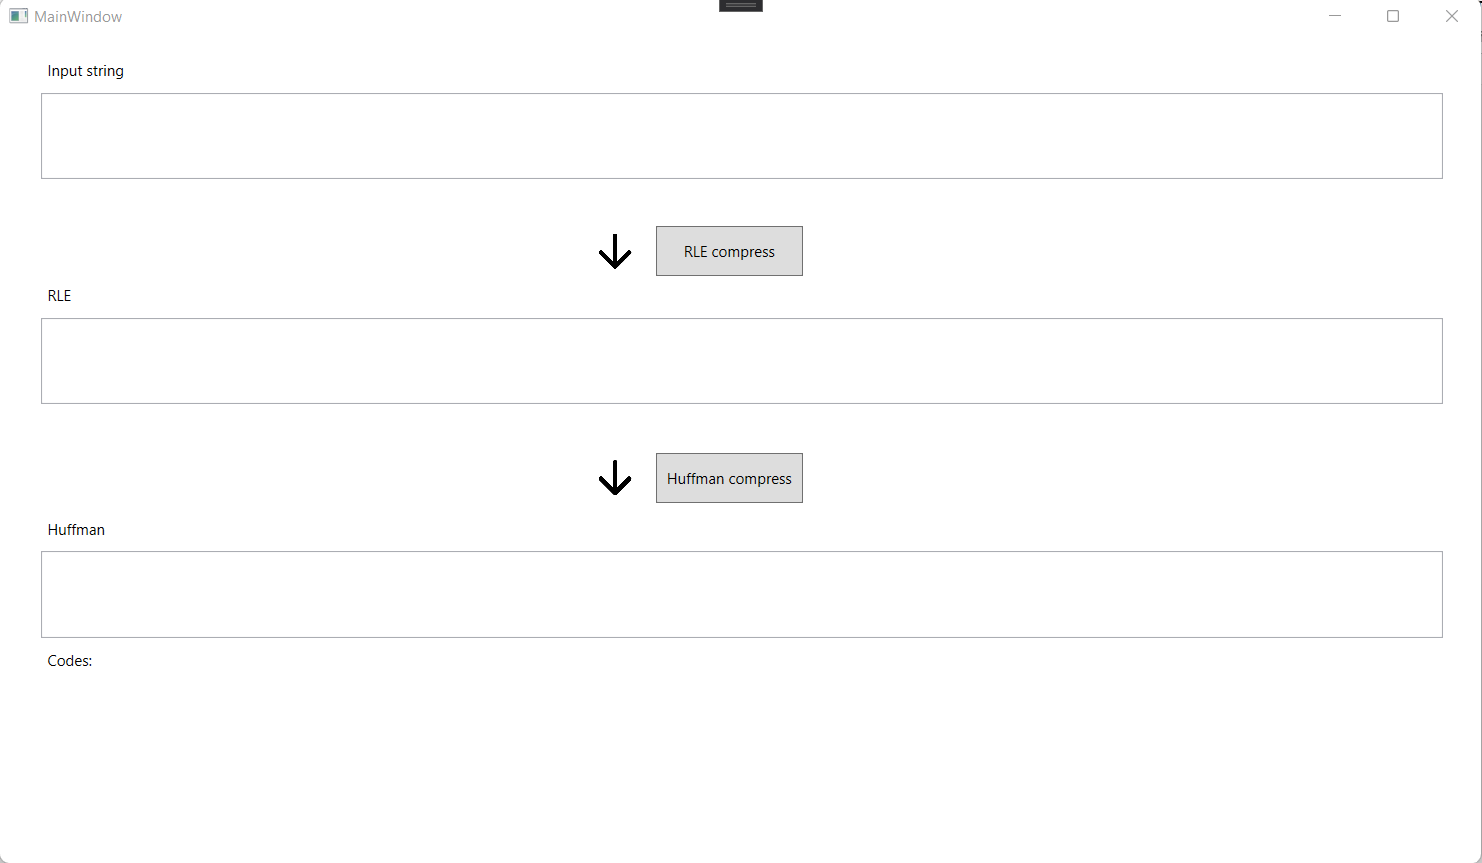 MainWindow
Input string
RLE compress
RLE
Huffman compress
Huffman
Codes: